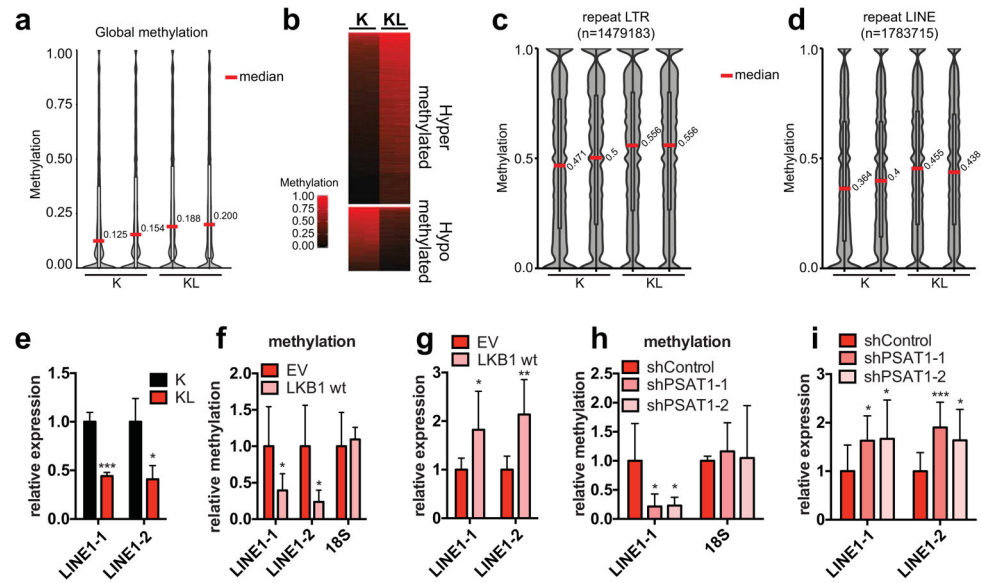 a
Global methylation
Methylation
1.00
0.50
0.25
0.00
median
0.125
0.154
0.188
0.200
K
KL
b
K
KL
Hyper
methylated
Hypo
methylated
Methylation
1.00
0.75
0.50
0.25
0.00
c
repeat LTR
(n=1479183)
Methylation
1.0
0.5
0.0
median
0.471
0.5
0.556
0.556
K
KL
d
repeat LINE
(n=1783715)
Methylation
1.0
0.5
0.0
0.364
0.4
0.455
0.438
K
KL
e
relative expression
1.5
1.0
0.5
0.0
K
KL
***
*
LINE1-1
LINE1-2
f
methylation
EV
LKB1 wt
relative methylation
2.0
1.5
1.0
0.5
0.0
*
*
LINE1-1
LINE1-2
18S
g
EV
LKB1 wt
relative expression
3
2
1
0
*
**
LINE1-1
LINE1-2
h
methylation
shControl
shPSAT1-1
shPSAT1-2
relative methylation
2.0
1.5
1.0
0.5
0.0
*
*
LINE1-1
18S
i
shControl
shPSAT1-1
shPSAT1-2
relative expression
3
2
1
0
*
*
***
*
LINE1-1
LINE1-2